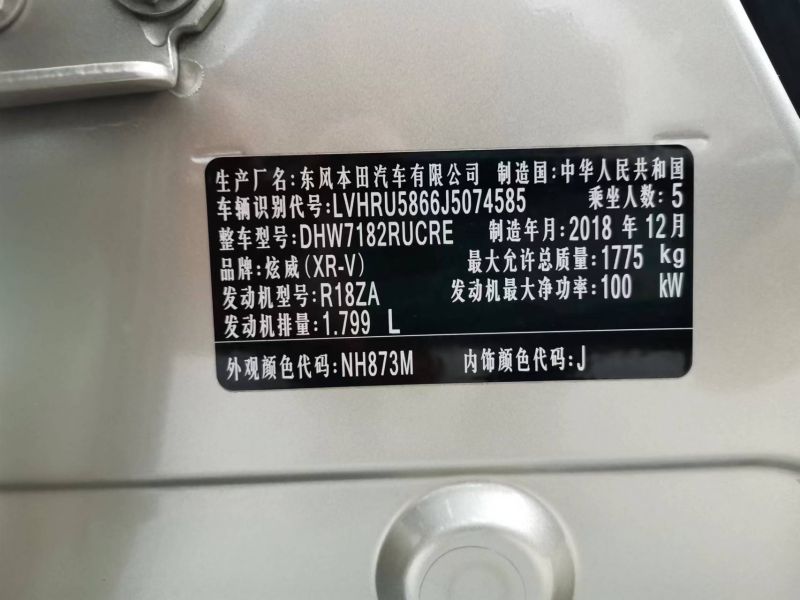 生产厂名:东风本田汽车有限公司 制造国:中华人民共和国
车辆识别代号:LVHRU5866J5074585 乘坐人数:5
整车型号:DHW7182RUCRE 制造年月:2018 年 12月
品牌:炫威(XR-V) 最大允许总质量:1775 kg
发动机型号:R18ZA 发动机最大净功率:100 kW
发动机排量:1.799 L
外观颜色代码:NH873M 内饰颜色代码:J